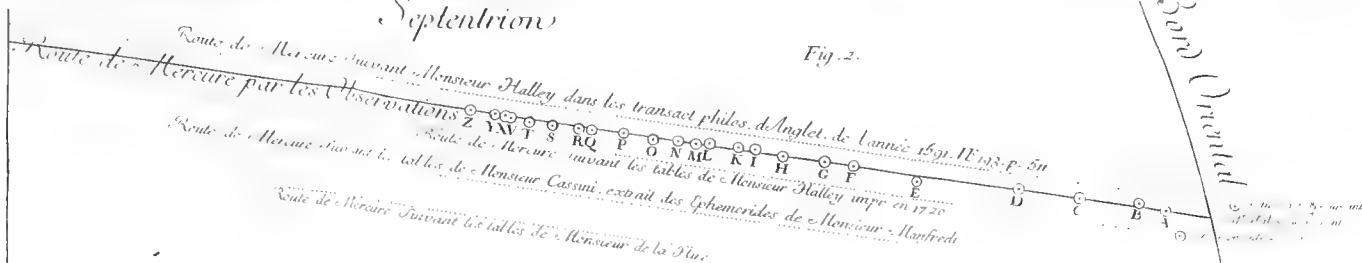 Septentrion
Fig. 2.
Bord Oriental
Route de Mercure suivant Monsieur Halley dans les transact philos. d'Anglet. de l'année 1691. N.º 193. p. 511
Route de Mercure par les Observations
Z Y X V T S R Q P O N M L K I H G F E D C B A
Route de Mercure suivant les tables de Monsieur Halley impr en 1720
Route de Mercure suivant les tables de Monsieur Cassini, extrait des Ephemerides de Monsieur Manfredi
Route de Mercure suivant les tables de Monsieur de la Hire